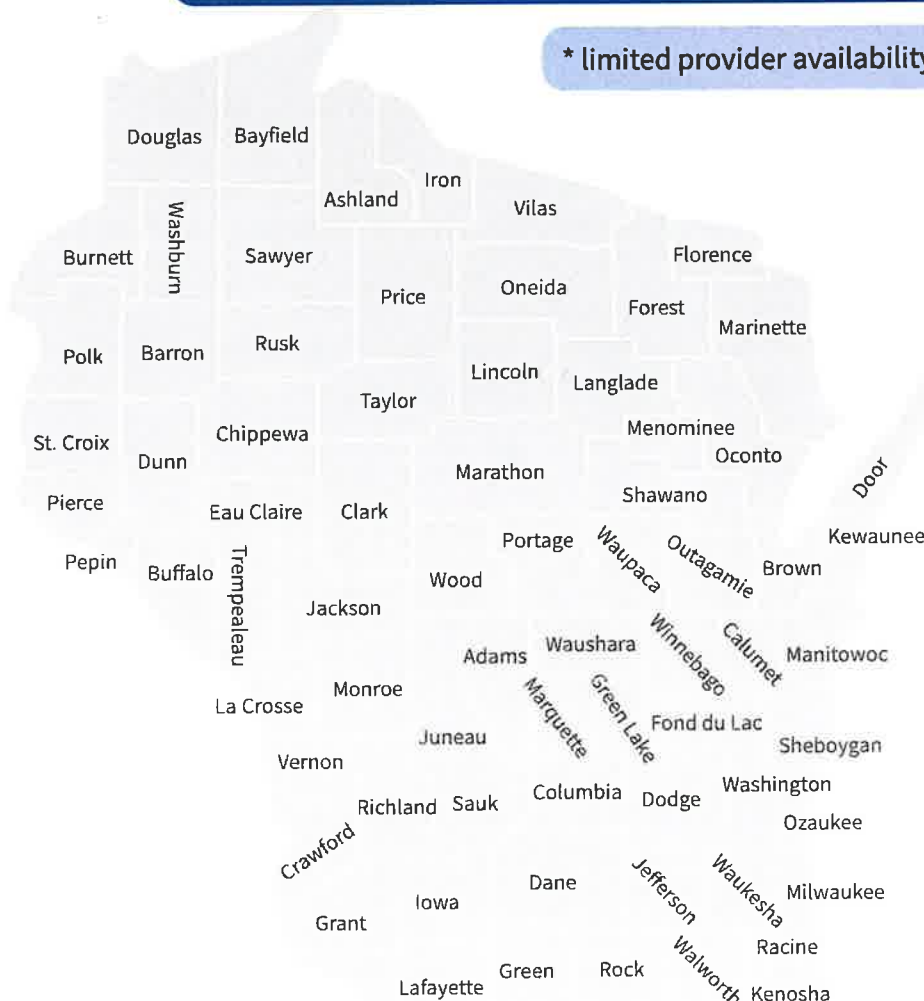 * limited provider availability
Douglas
Bayfield
Iron
Ashland
Vilas
Washburn
Burnett
Sawyer
Florence
Oneida
Price
Forest
Marinette
Rusk
Polk
Barron
Lincoln
Langlade
Taylor
Menominee
Chippewa
St. Croix
Oconto
Dunn
Marathon
Door
Shawano
Pierce
Eau Claire
Clark
Kewaunee
Portage
Waupaca
Outagamie
Brown
Pepin
Buffalo
Trempealeau
Wood
Jackson
Adams
Waushara
Winnebago
Calumet
Manitowoc
Monroe
La Crosse
Marquette
Green Lake
Fond du Lac
Juneau
Sheboygan
Vernon
Washington
Columbia
Dodge
Richland
Sauk
Ozaukee
Crawford
Dane
Jefferson
Waukesha
Milwaukee
Iowa
Grant
Racine
Walworth
Green
Rock
Lafayette
Kenosha